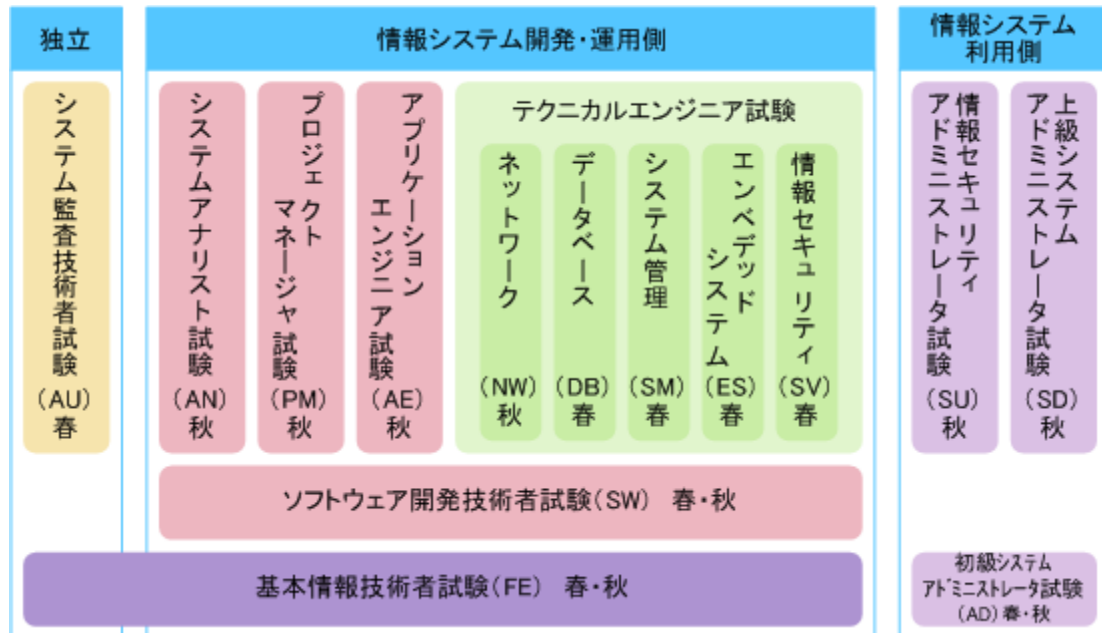 独立
情報システム開発・運用側
情報システム
利用側
システム監査技術者試験
(AU)
春
システムアナリスト試験
(AN)
秋
プロジェクト
マネージャ試験
(PM)
秋
アプリケーション
エンジニア試験
(AE)
秋
テクニカルエンジニア試験
ネットワーク
(NW)
秋
データベース
(DB)
春
システム管理
(SM)
春
エンベデッド
システム
(ES)
春
情報セキュリティ
(SV)
春
情報セキュリティ
アドミニストレータ試験
(SU)
秋
上級システム
アドミニストレータ試験
(SD)
秋
ソフトウェア開発技術者試験(SW) 春・秋
基本情報技術者試験(FE) 春・秋
初級システム
アドミニストレータ試験
(AD)春・秋